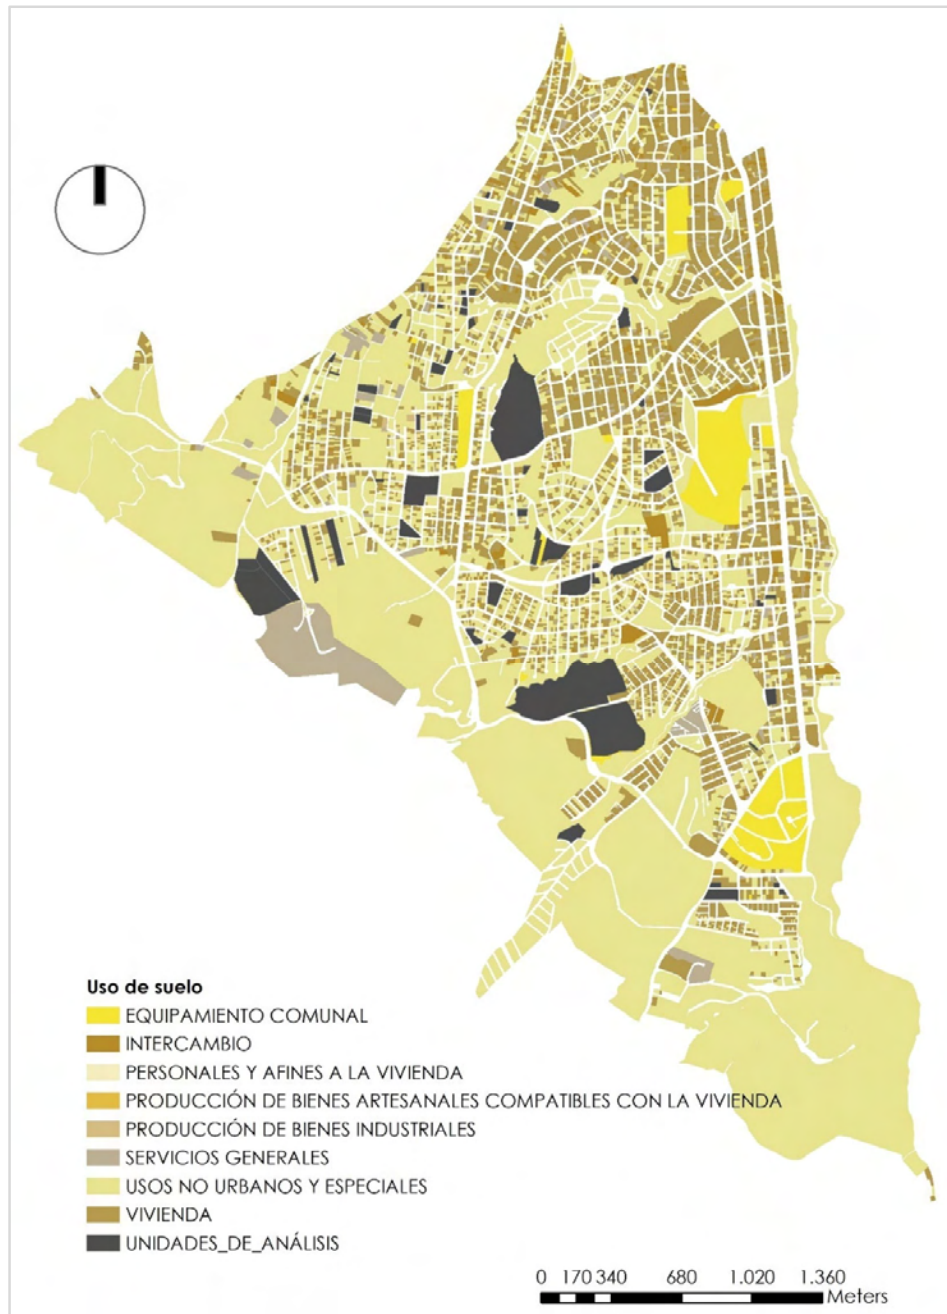 Uso de suelo
EQUIPAMIENTO COMUNAL
INTERCAMBIO
PERSONALES Y AFINES A LA VIVIENDA
PRODUCCIÓN DE BIENES ARTESANALES COMPATIBLES CON LA VIVIENDA
PRODUCCIÓN DE BIENES INDUSTRIALES
SERVICIOS GENERALES
USOS NO URBANOS Y ESPECIALES
VIVIENDA
UNIDADES_DE_ANÁLISIS
0 170 340 680 1.020 1.360
Meters